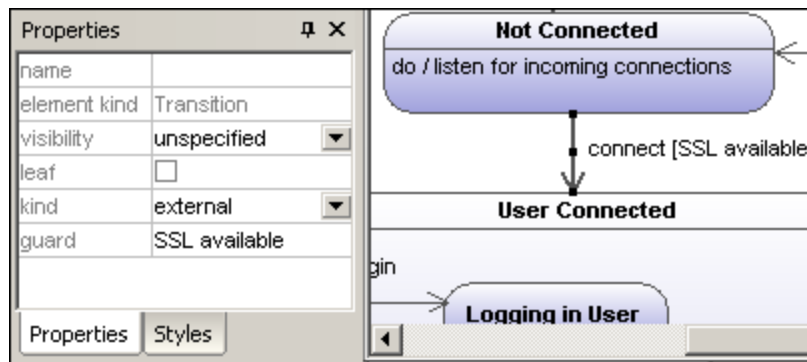 Properties
name
element kind Transition
visibility unspecified
leaf
kind external
guard SSL available
Properties Styles
Not Connected
do / listen for incoming connections
connect [SSL available
User Connected
gin
Logging in User